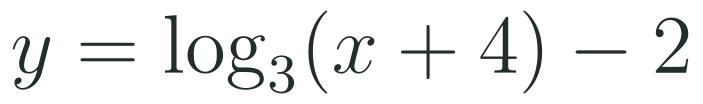 y = log₃(x + 4) − 2